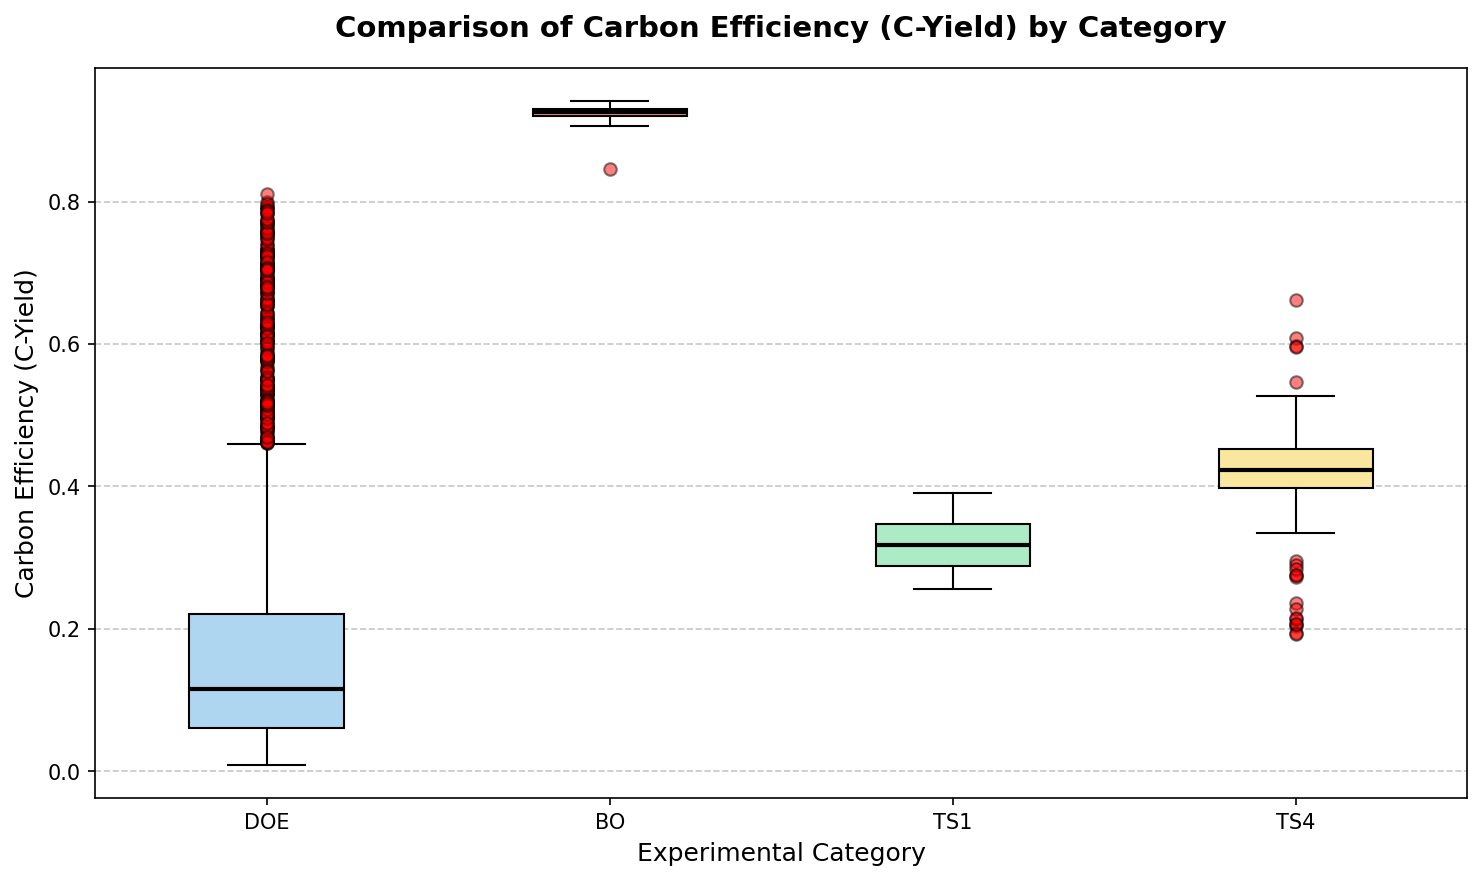 Comparison of Carbon Efficiency (C-Yield) by Category
Carbon Efficiency (C-Yield)
0.8
0.6
0.4
0.2
0.0
DOE
BO
TS1
TS4
Experimental Category